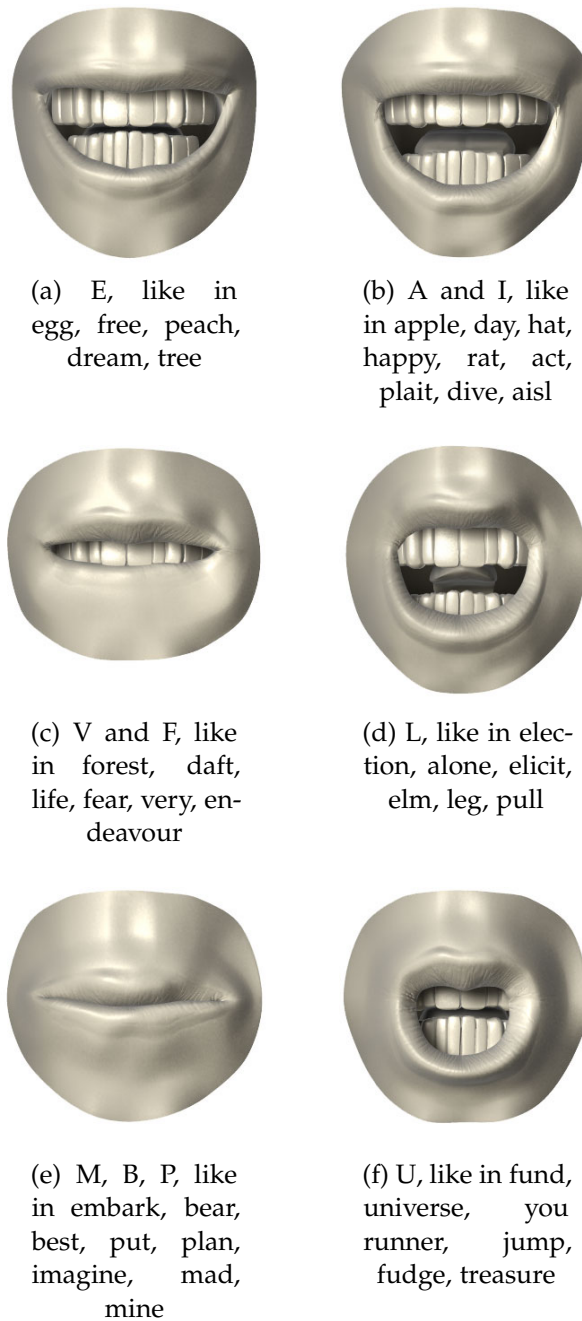 (a) E, like in
egg, free, peach,
dream, tree
(b) A and I, like
in apple, day, hat,
happy, rat, act,
plait, dive, aisl
(c) V and F, like
in forest, daft,
life, fear, very, en-
deavour
(d) L, like in elec-
tion, alone, elicit,
elm, leg, pull
(e) M, B, P, like
in embark, bear,
best, put, plan,
imagine, mad,
mine
(f) U, like in fund,
universe, you
runner, jump,
fudge, treasure